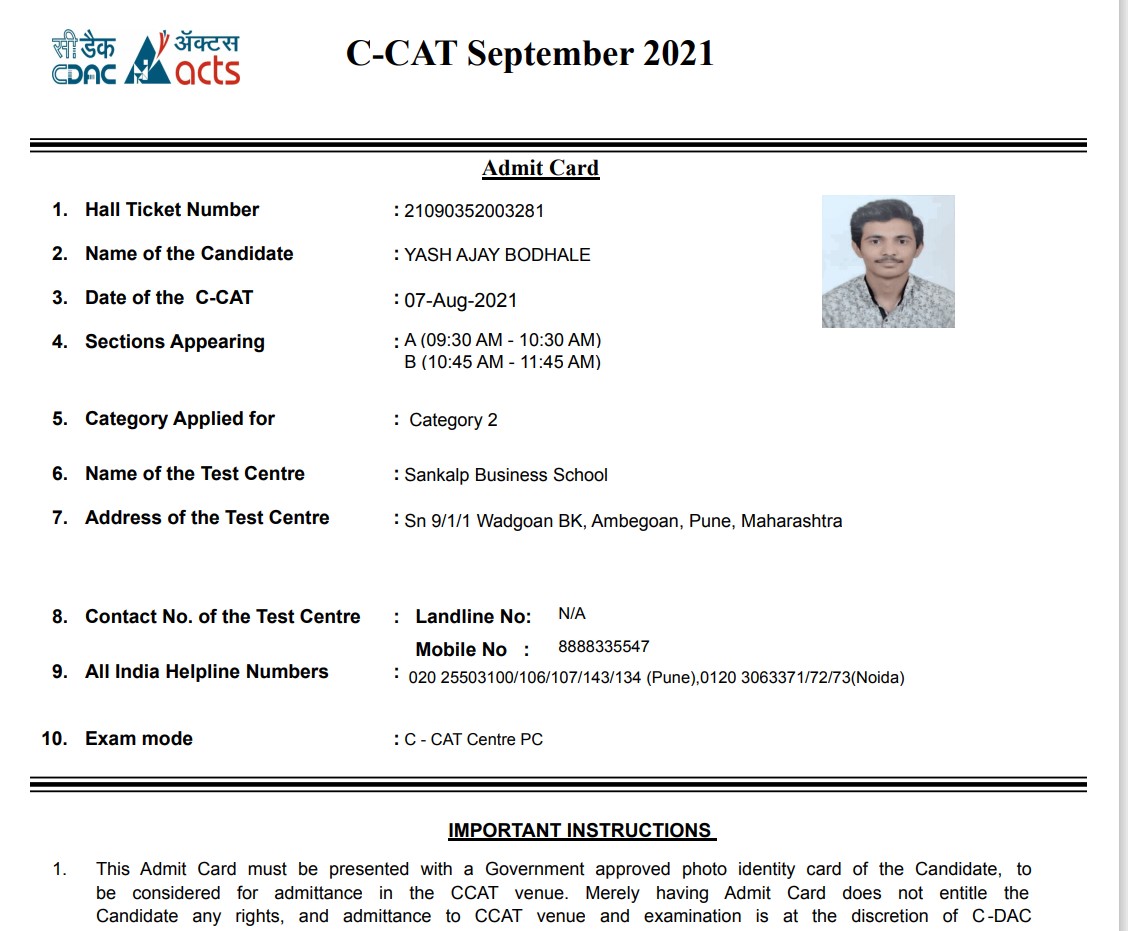 सी डैक ॲक्टस
CDAC acts
C-CAT September 2021
Admit Card
1. Hall Ticket Number : 21090352003281
2. Name of the Candidate : YASH AJAY BODHALE
3. Date of the C-CAT : 07-Aug-2021
4. Sections Appearing : A (09:30 AM - 10:30 AM)
B (10:45 AM - 11:45 AM)
5. Category Applied for : Category 2
6. Name of the Test Centre : Sankalp Business School
7. Address of the Test Centre : Sn 9/1/1 Wadgoan BK, Ambegoan, Pune, Maharashtra
8. Contact No. of the Test Centre : Landline No: N/A
Mobile No : 8888335547
9. All India Helpline Numbers : 020 25503100/106/107/143/134 (Pune),0120 3063371/72/73(Noida)
10. Exam mode : C - CAT Centre PC
IMPORTANT INSTRUCTIONS
1. This Admit Card must be presented with a Government approved photo identity card of the Candidate, to
be considered for admittance in the CCAT venue. Merely having Admit Card does not entitle the
Candidate any rights, and admittance to CCAT venue and examination is at the discretion of C-DAC